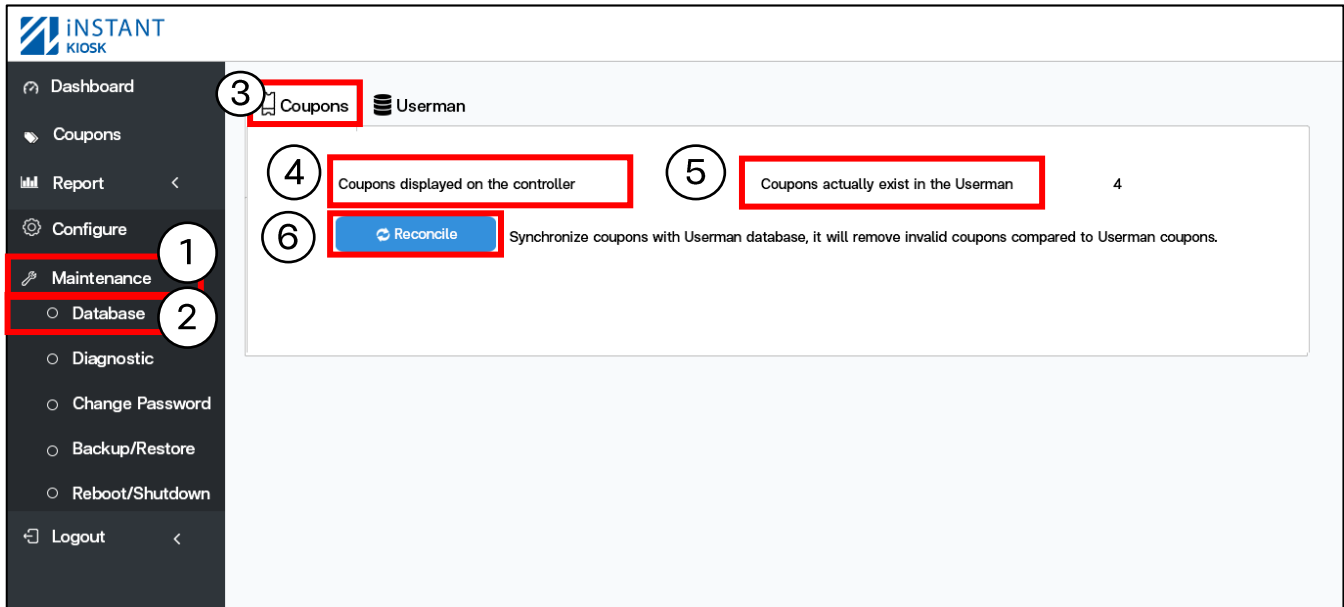 iNSTANT
KIOSK
Dashboard
Coupons
Report
Configure
1
Maintenance
Database
2
Diagnostic
Change Password
Backup/Restore
Reboot/Shutdown
Logout
3
Coupons
Userman
4
Coupons displayed on the controller
5
Coupons actually exist in the Userman
4
6
Reconcile
Synchronize coupons with Userman database, it will remove invalid coupons compared to Userman coupons.